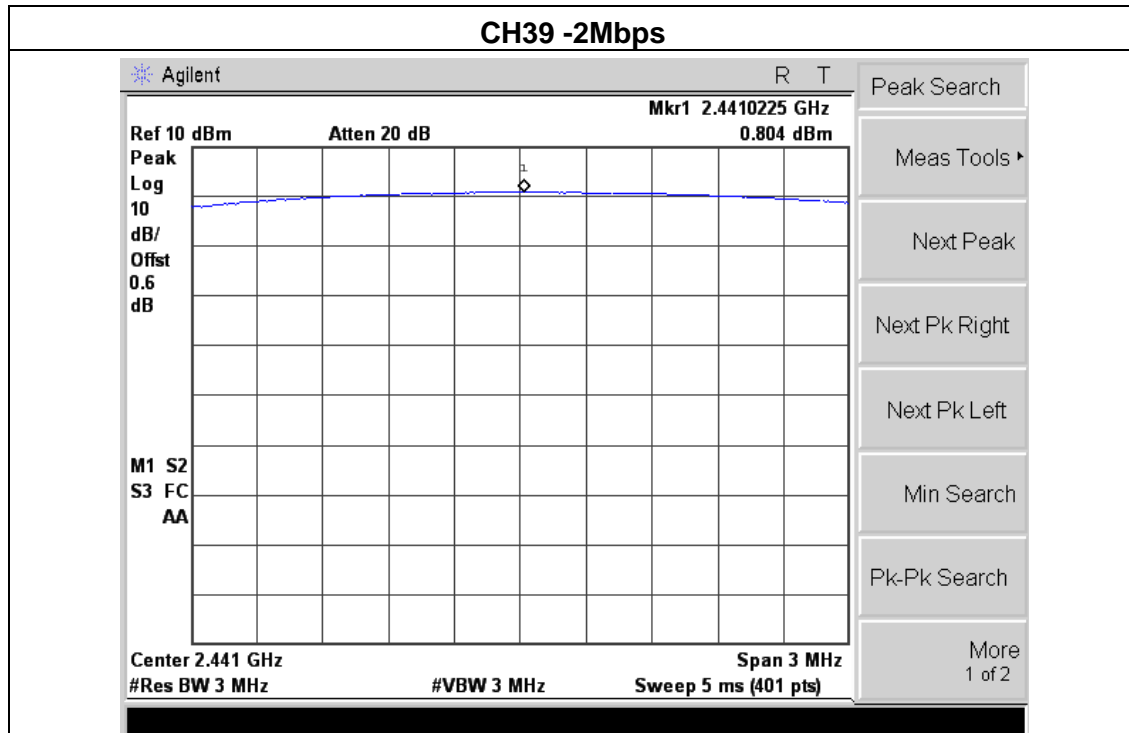 CH39 -2Mbps
Agilent R T
Peak Search
Mkr1 2.4410225 GHz
Ref 10 dBm Atten 20 dB 0.804 dBm
Peak
Log
10
dB/
Offst
0.6
dB
1
M1 S2
S3 FC
AA
Center 2.441 GHz Span 3 MHz
#Res BW 3 MHz #VBW 3 MHz Sweep 5 ms (401 pts)
Meas Tools
Next Peak
Next Pk Right
Next Pk Left
Min Search
Pk-Pk Search
More
1 of 2